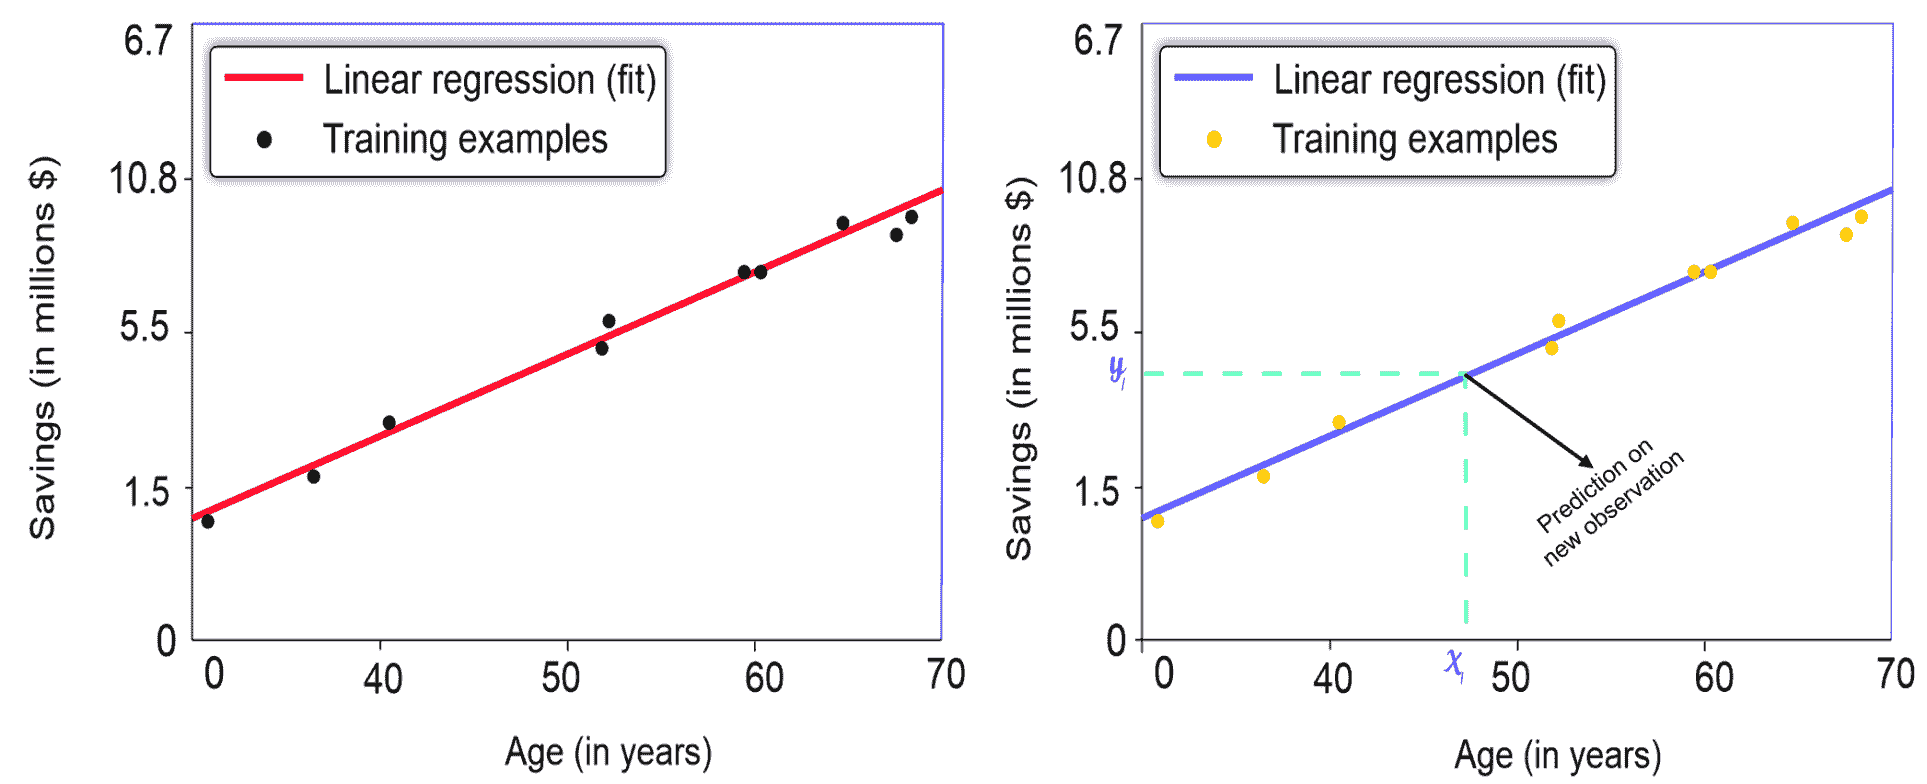 6.7
Linear regression (fit)
Training examples
10.8
5.5
1.5
0
Savings (in millions $)
0 40 50 60 70
Age (in years)
6.7
Linear regression (fit)
Training examples
10.8
5.5
y₁
1.5
0
Savings (in millions $)
Prediction on
new observation
0 40 x₁ 50 60 70
Age (in years)